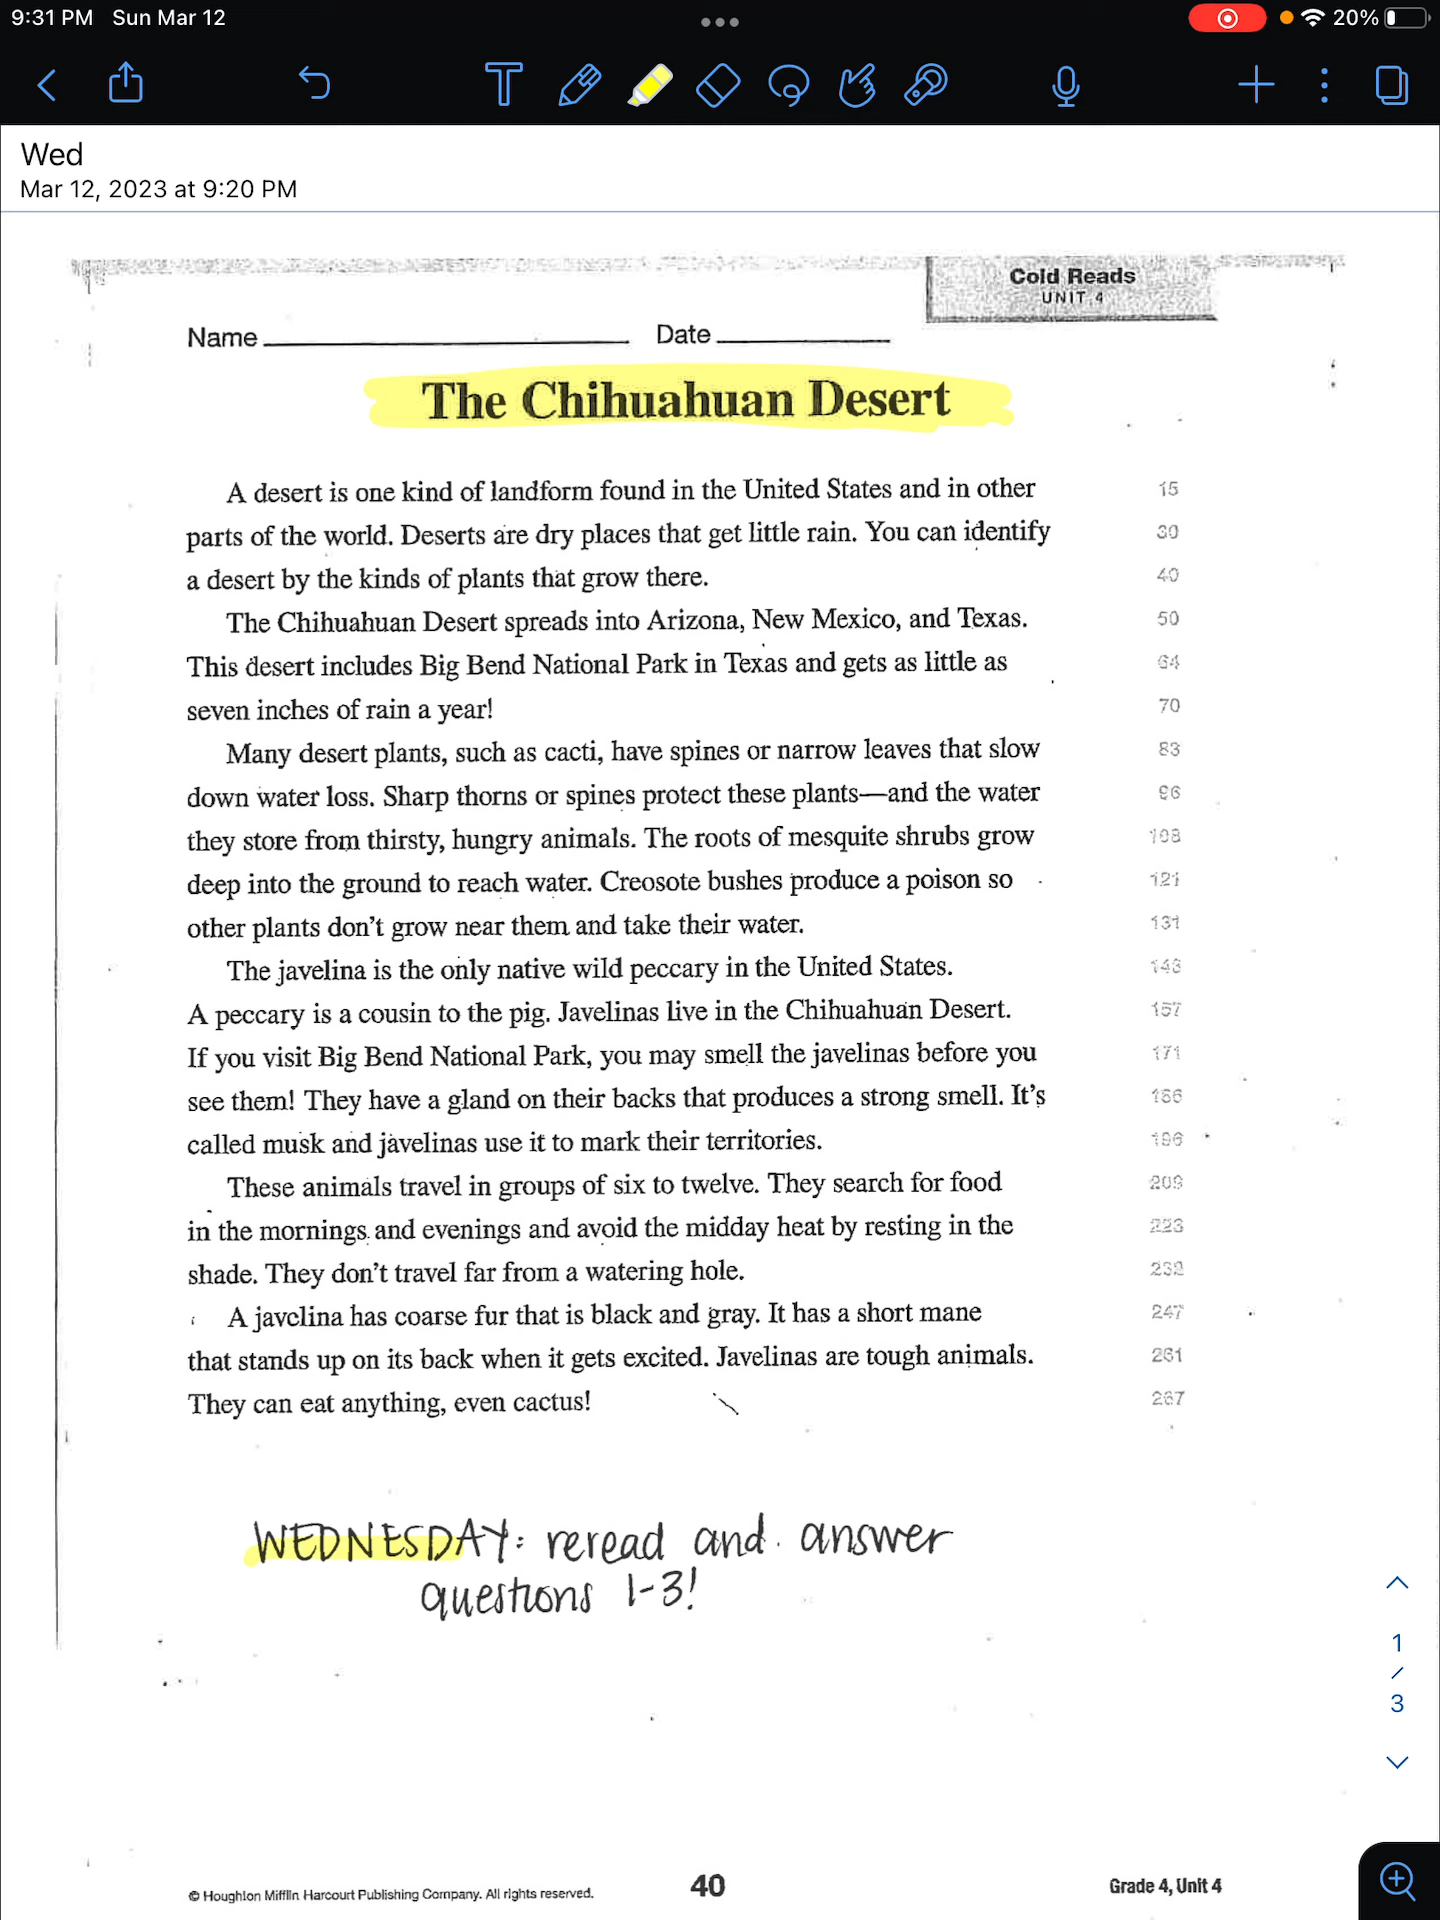 9:31 PM Sun Mar 12
20%
Wed
Mar 12, 2023 at 9:20 PM
Cold Reads
UNIT 4
Name Date
The Chihuahuan Desert
A desert is one kind of landform found in the United States and in other 15
parts of the world. Deserts are dry places that get little rain. You can identify 30
a desert by the kinds of plants that grow there. 40
The Chihuahuan Desert spreads into Arizona, New Mexico, and Texas. 50
This desert includes Big Bend National Park in Texas and gets as little as 64
seven inches of rain a year! 70
Many desert plants, such as cacti, have spines or narrow leaves that slow 83
down water loss. Sharp thorns or spines protect these plants—and the water 96
they store from thirsty, hungry animals. The roots of mesquite shrubs grow 108
deep into the ground to reach water. Creosote bushes produce a poison so 121
other plants don't grow near them and take their water. 131
The javelina is the only native wild peccary in the United States. 143
A peccary is a cousin to the pig. Javelinas live in the Chihuahuan Desert. 157
If you visit Big Bend National Park, you may smell the javelinas before you 171
see them! They have a gland on their backs that produces a strong smell. It's 186
called musk and javelinas use it to mark their territories. 196
These animals travel in groups of six to twelve. They search for food 209
in the mornings and evenings and avoid the midday heat by resting in the 223
shade. They don't travel far from a watering hole. 232
A javelina has coarse fur that is black and gray. It has a short mane 247
that stands up on its back when it gets excited. Javelinas are tough animals. 261
They can eat anything, even cactus! 267
WEDNESDAY: reread and answer
questions 1-3!
1
/
3
© Houghton Mifflin Harcourt Publishing Company. All rights reserved. 40 Grade 4, Unit 4